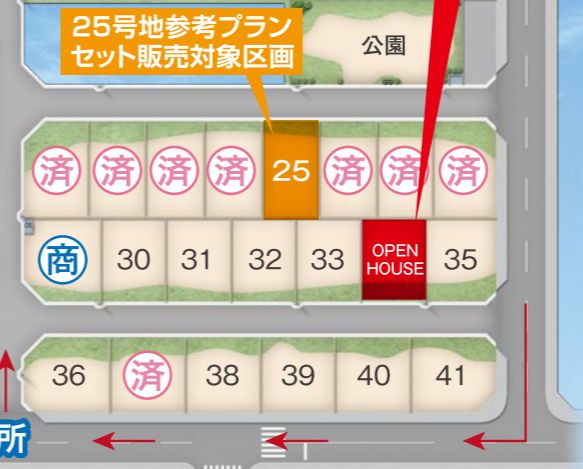 25号地参考プラン
セット販売対象区画
公園
済 済 済 済 25 済 済 済
商 30 31 32 33 OPEN HOUSE 35
36 済 38 39 40 41
所